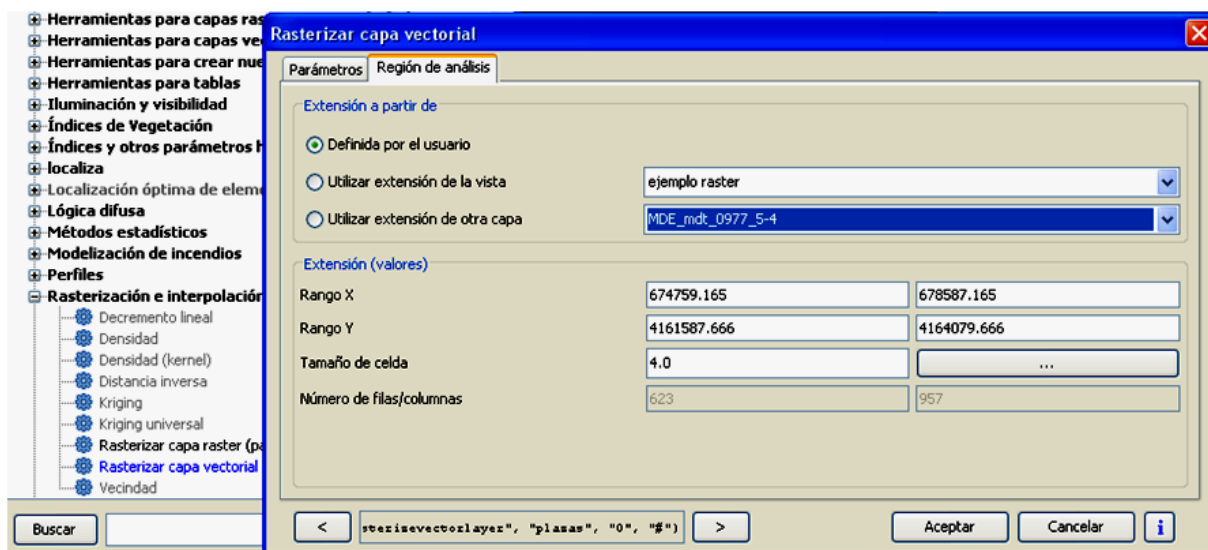 Herramientas para capas ras
Herramientas para capas ve
Herramientas para crear nue
Herramientas para tablas
Iluminación y visibilidad
Índices de Vegetación
Índices y otros parámetros h
localiza
Localización óptima de eleme
Lógica difusa
Métodos estadísticos
Modelización de incendios
Perfiles
Rasterización e interpolación
Decremento lineal
Densidad
Densidad (kernel)
Distancia inversa
Kriging
Kriging universal
Rasterizar capa raster (pa
Rasterizar capa vectorial
Vecindad
Buscar
Rasterizar capa vectorial
Parámetros Región de análisis
Extensión a partir de
Definida por el usuario
Utilizar extensión de la vista ejemplo raster
Utilizar extensión de otra capa MDE_mdt_0977_5-4
Extensión (valores)
Rango X 674759.165 678587.165
Rango Y 4161587.666 4164079.666
Tamaño de celda 4.0 ...
Número de filas/columnas 623 957
< sterisevectorlayer", "plasas", "0", "#") > Aceptar Cancelar i